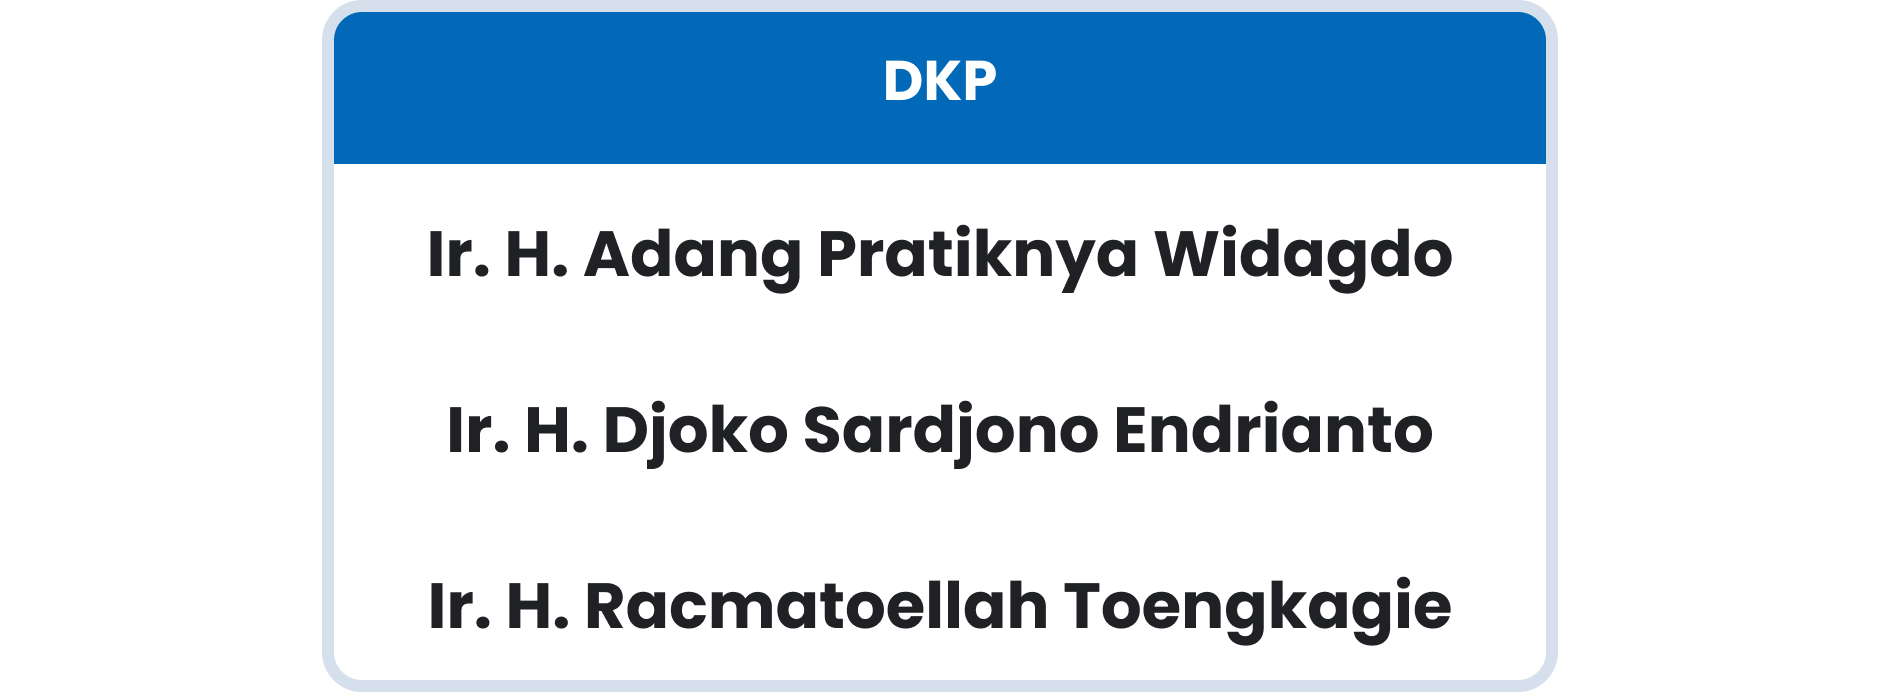 DKP
Ir. H. Adang Pratiknya Widagdo
Ir. H. Djoko Sardjono Endrianto
Ir. H. Racmatoellah Toengkagie